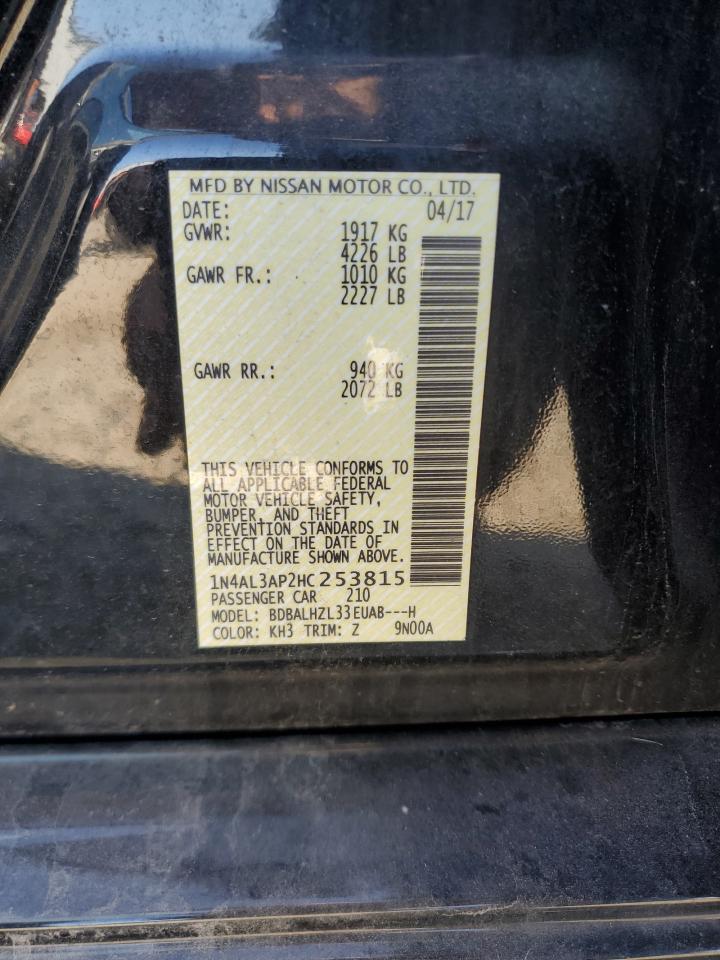 MFD BY NISSAN MOTOR CO., LTD.
DATE: 04/17
GVWR: 1917 KG
4226 LB
GAWR FR.: 1010 KG
2227 LB
GAWR RR.: 940 KG
2072 LB
THIS VEHICLE CONFORMS TO
ALL APPLICABLE FEDERAL
MOTOR VEHICLE SAFETY,
BUMPER, AND THEFT
PREVENTION STANDARDS IN
EFFECT ON THE DATE OF
MANUFACTURE SHOWN ABOVE.
1N4AL3AP2HC253815
PASSENGER CAR 210
MODEL: BDBALHZL33EUAB---H
COLOR: KH3 TRIM: Z 9N00A